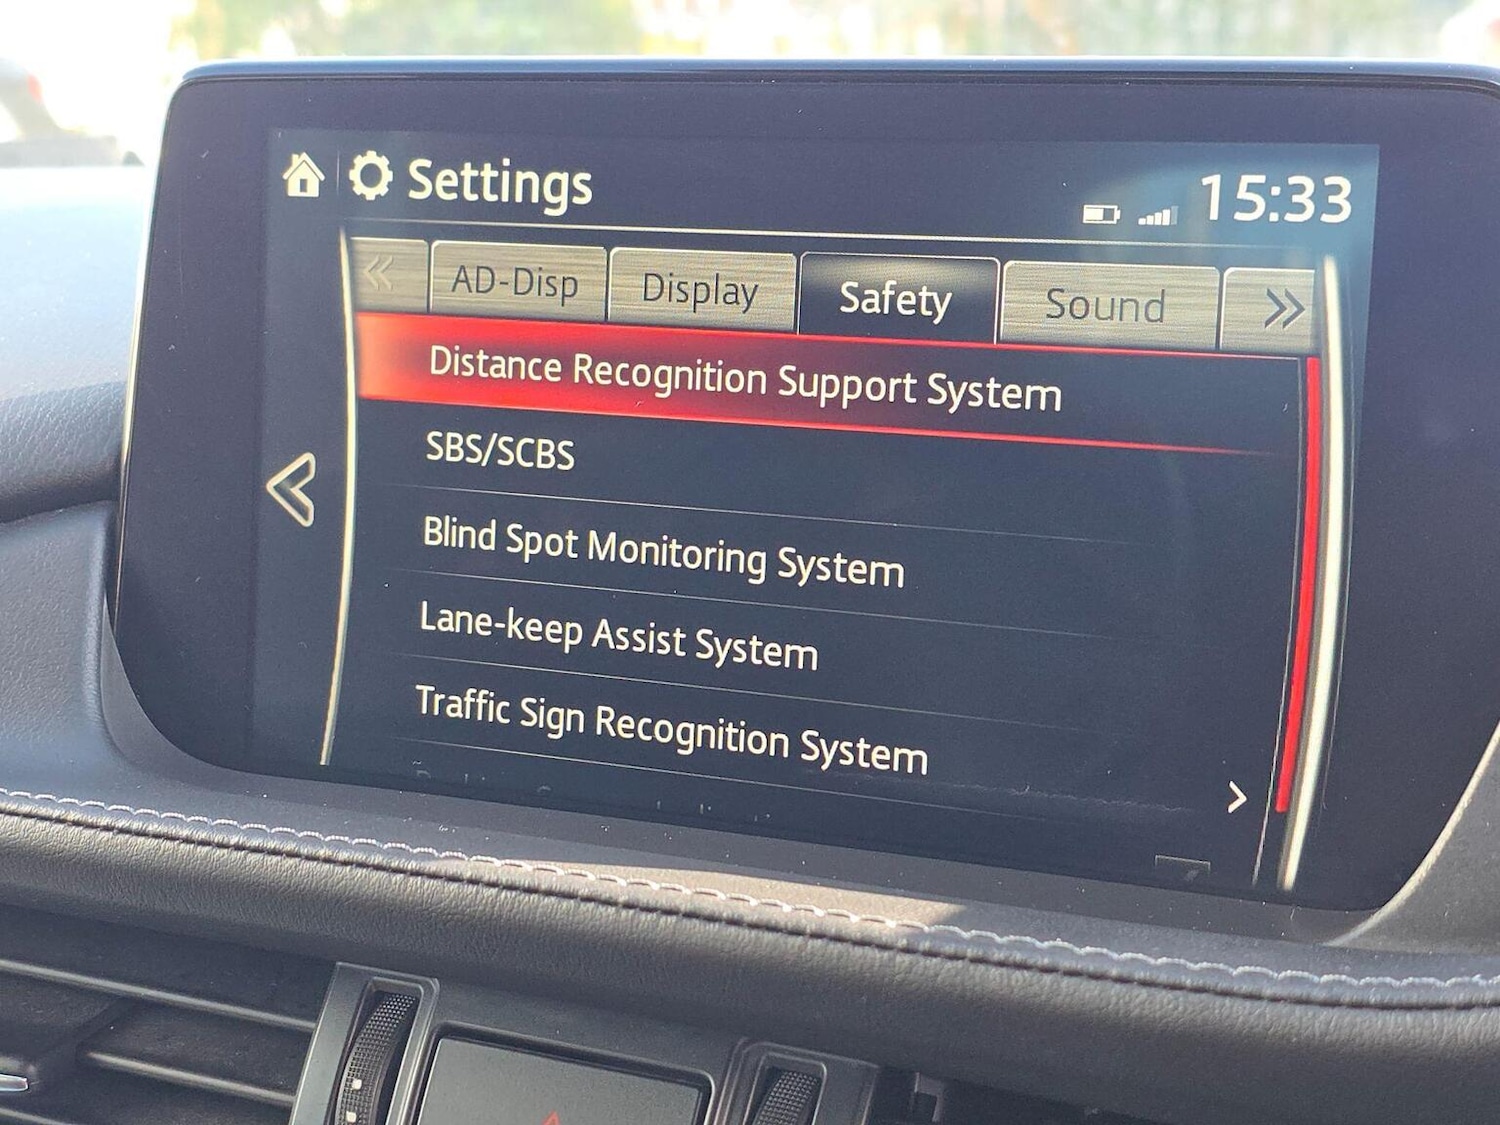 Settings
15:33
AD-Disp
Display
Safety
Sound
Distance Recognition Support System
SBS/SCBS
Blind Spot Monitoring System
Lane-keep Assist System
Traffic Sign Recognition System